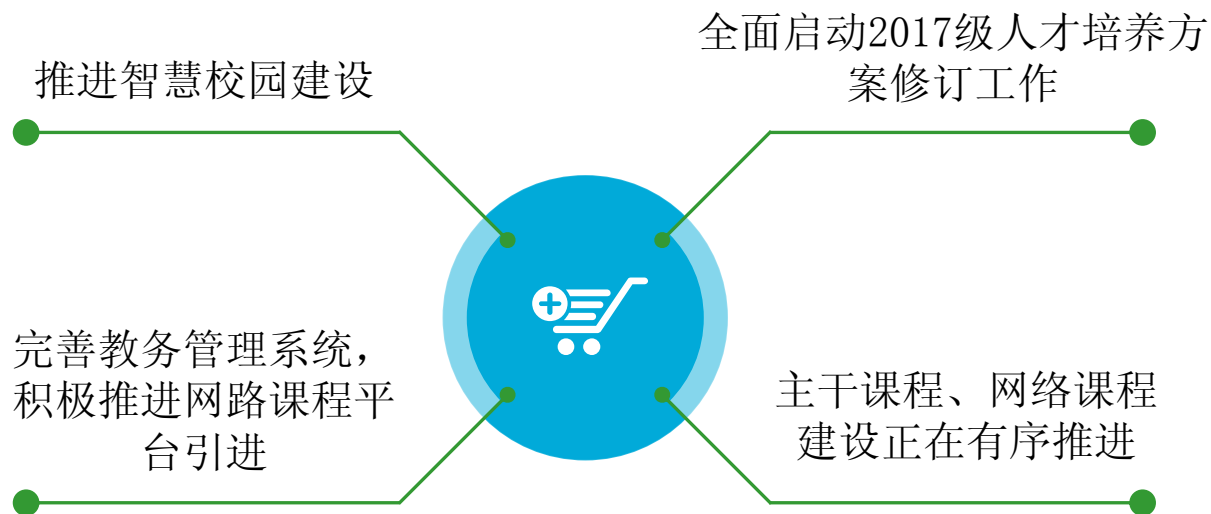 推进智慧校园建设
全面启动2017级人才培养方
案修订工作
完善教务管理系统，
积极推进网路课程平
台引进
主干课程、网络课程
建设正在有序推进